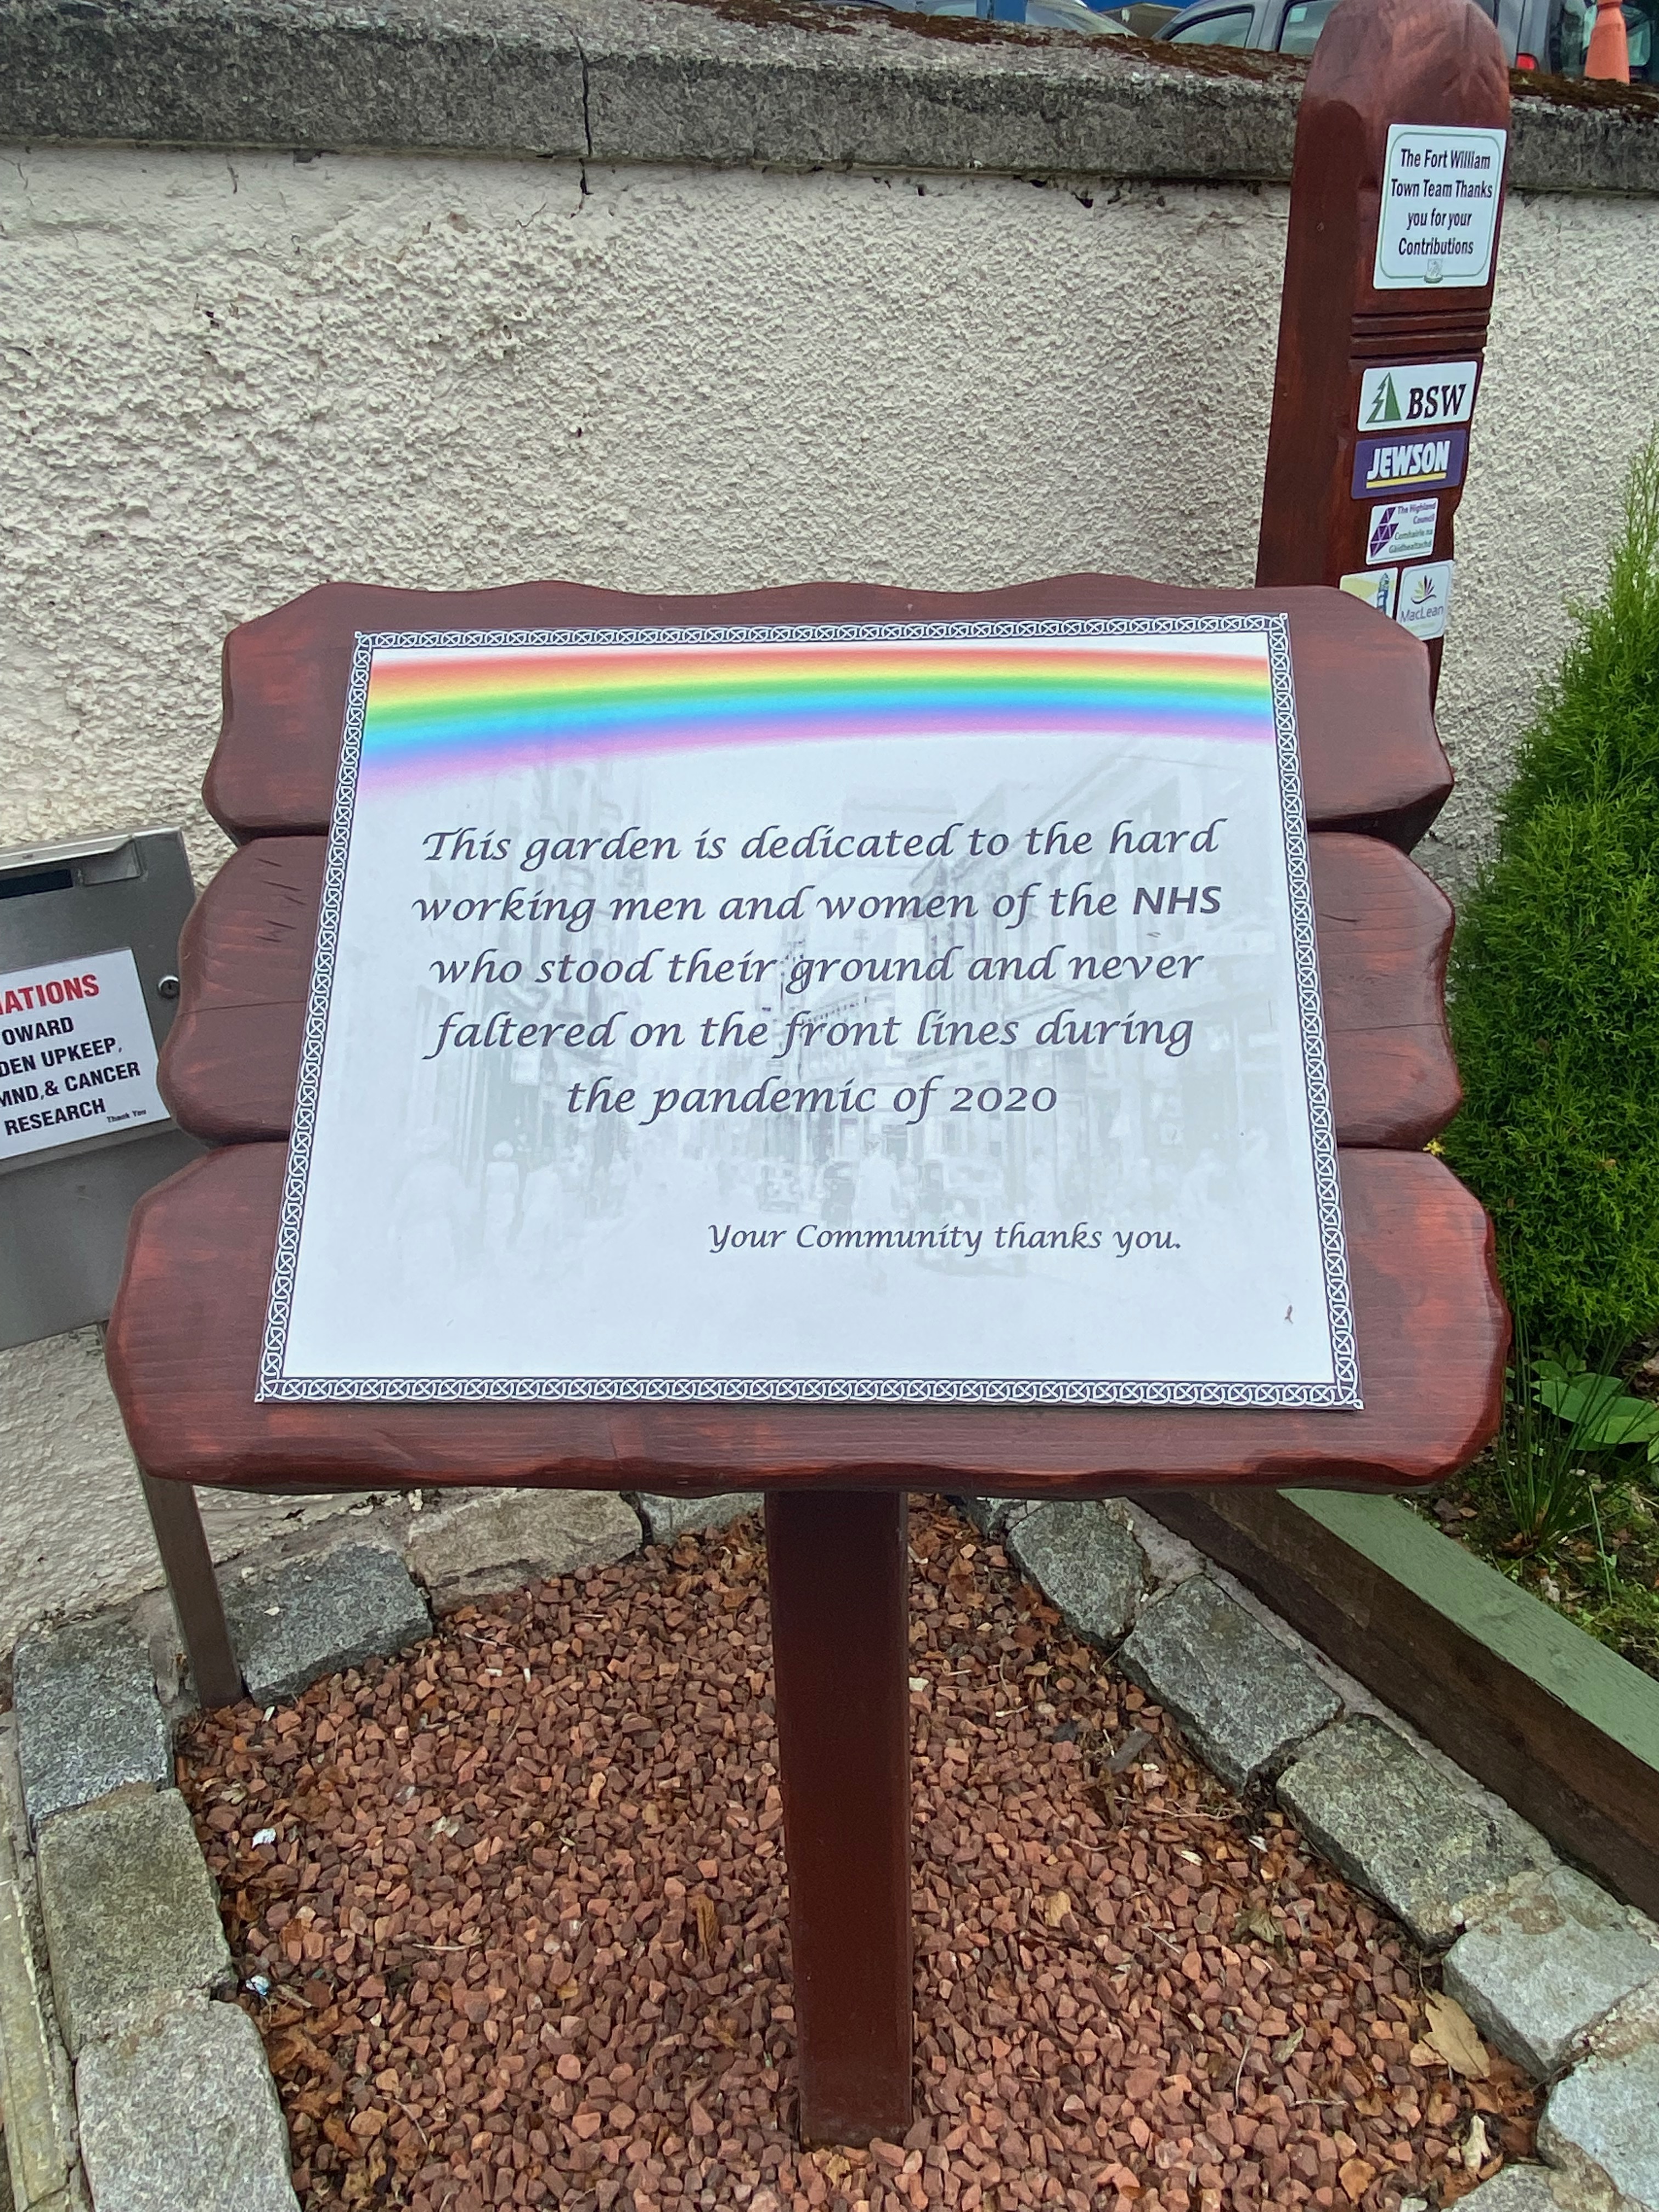 The Fort William
Town Team Thanks
you for your
Contributions
BSW
JEWSON
The Highland
Council
Comhairle na
Gàidhealtachd
MacLean
This garden is dedicated to the hard
working men and women of the NHS
who stood their ground and never
faltered on the front lines during
the pandemic of 2020
Your Community thanks you.
ATIONS
OWARD
DEN UPKEEP,
MND,& CANCER
RESEARCH Thank You